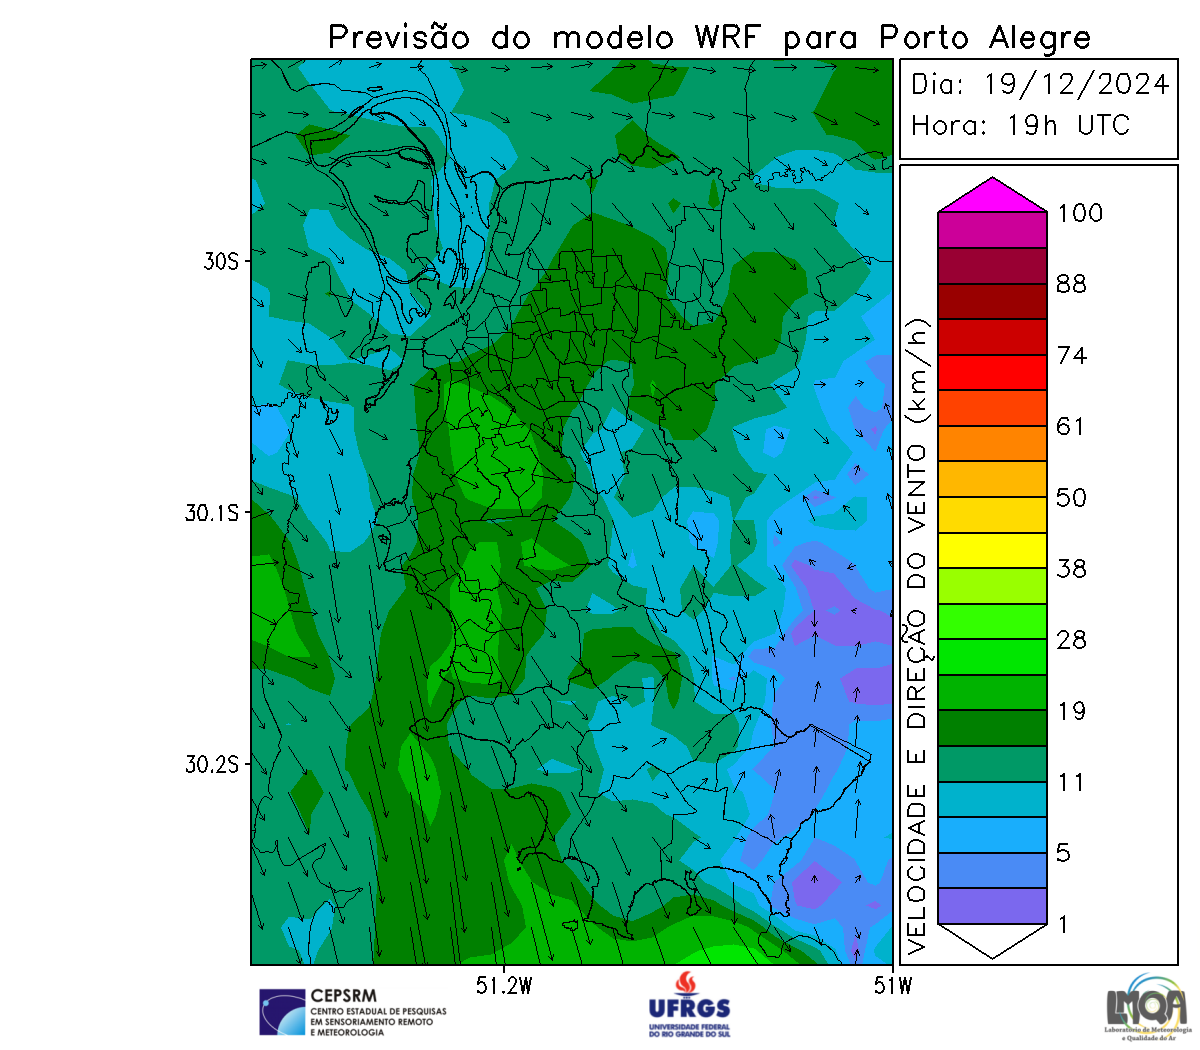 Previsão do modelo WRF para Porto Alegre
Dia: 19/12/2024
Hora: 19h UTC
100
88
74
61
50
38
28
19
11
5
1
VELOCIDADE E DIREÇÃO DO VENTO (km/h)
30S
30.1S
30.2S
51.2W
51W
CEPSRM
CENTRO ESTADUAL DE PESQUISAS
EM SENSORIAMENTO REMOTO
E METEOROLOGIA
UFRGS
UNIVERSIDADE FEDERAL
DO RIO GRANDE DO SUL
LMQA
Laboratório de Meteorologia
e Qualidade do Ar